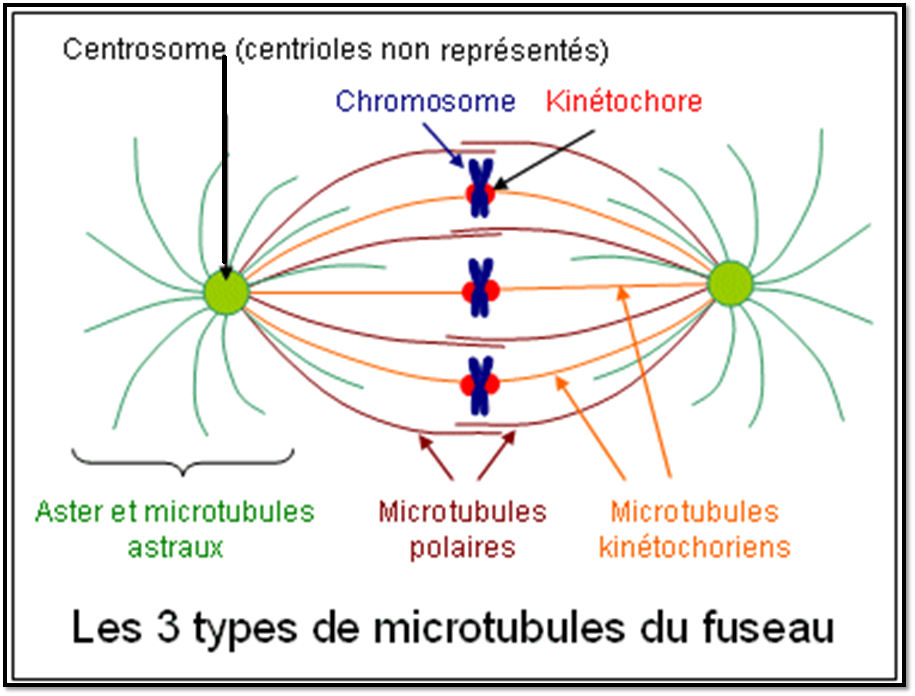 Centrosome (centrioles non représentés)
Chromosome
Kinétochore
Aster et microtubules
astraux
Microtubules
polaires
Microtubules
kinétochoriens
Les 3 types de microtubules du fuseau